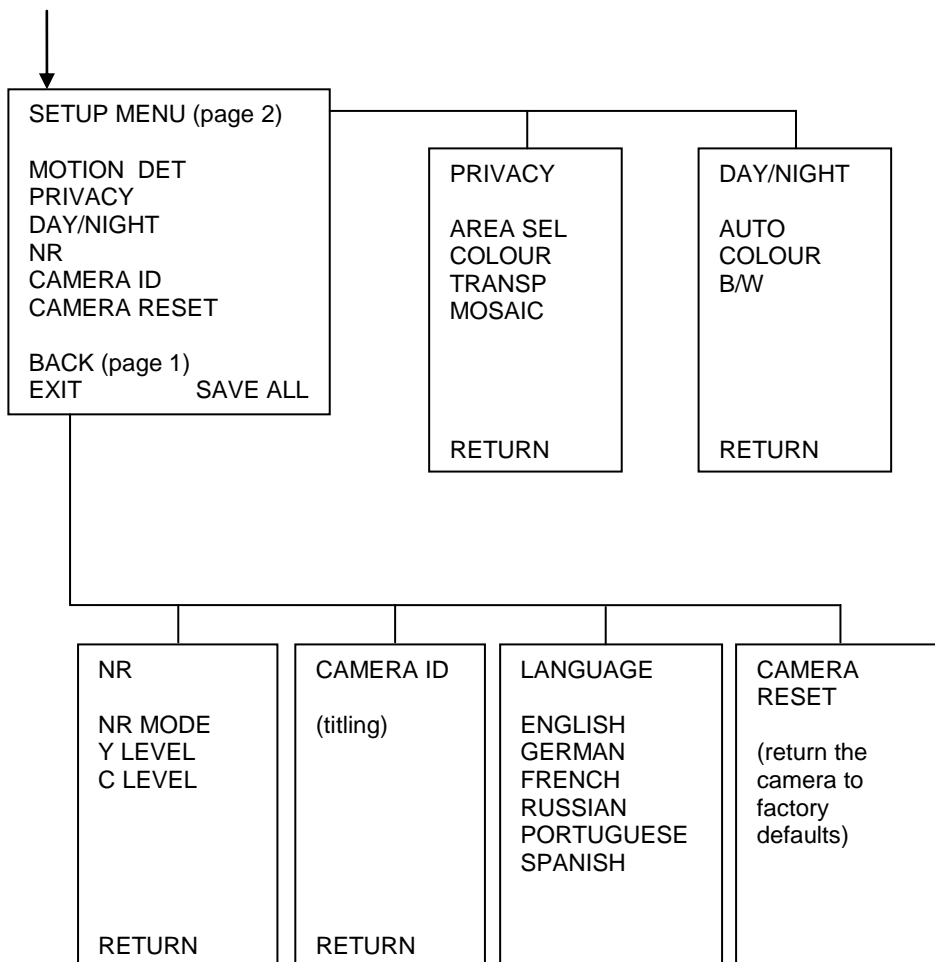 SETUP MENU (page 2)
MOTION  DET
PRIVACY
DAY/NIGHT
NR
CAMERA ID
CAMERA RESET
BACK (page 1)
EXIT SAVE ALL
PRIVACY
AREA SEL
COLOUR
TRANSP
MOSAIC
RETURN
DAY/NIGHT
AUTO
COLOUR
B/W
RETURN
NR
NR MODE
Y LEVEL
C LEVEL
RETURN
CAMERA ID
(titling)
RETURN
LANGUAGE
ENGLISH
GERMAN
FRENCH
RUSSIAN
PORTUGUESE
SPANISH
CAMERA
RESET
(return the
camera to
factory
defaults)